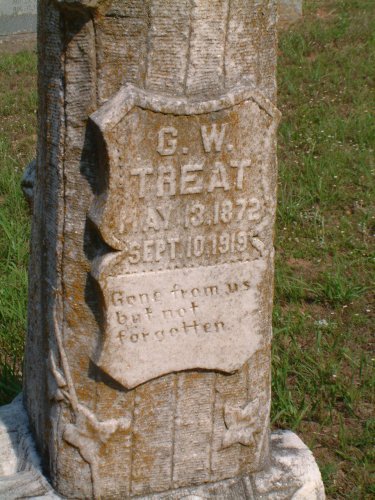 G. W.
TREAT
MAY 13, 1872
SEPT. 10, 1919
Gone from us
but not
forgotten.